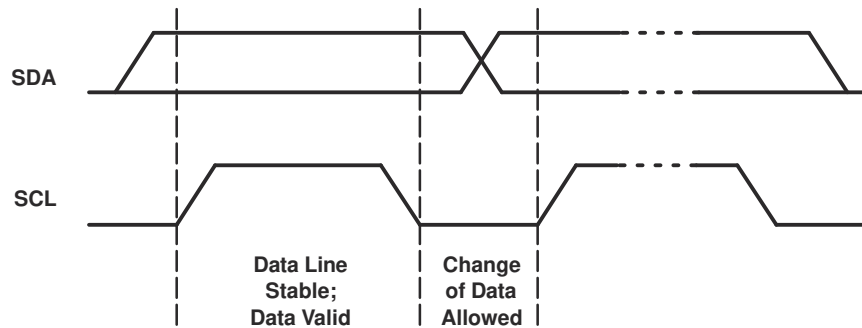 SDA
SCL
Data Line
Stable;
Data Valid
Change
of Data
Allowed